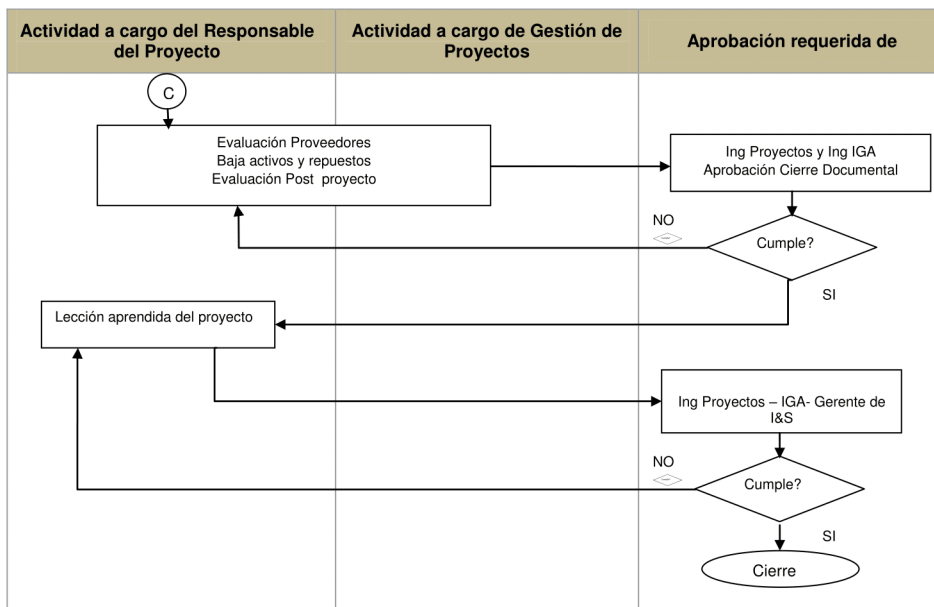 Actividad a cargo del Responsable
del Proyecto
Actividad a cargo de Gestión de
Proyectos
Aprobación requerida de
C
Evaluación Proveedores
Baja activos y repuestos
Evaluación Post proyecto
Ing Proyectos y Ing IGA
Aprobación Cierre Documental
NO
Cumple?
SI
Lección aprendida del proyecto
Ing Proyectos – IGA- Gerente de
I&S
NO
Cumple?
SI
Cierre